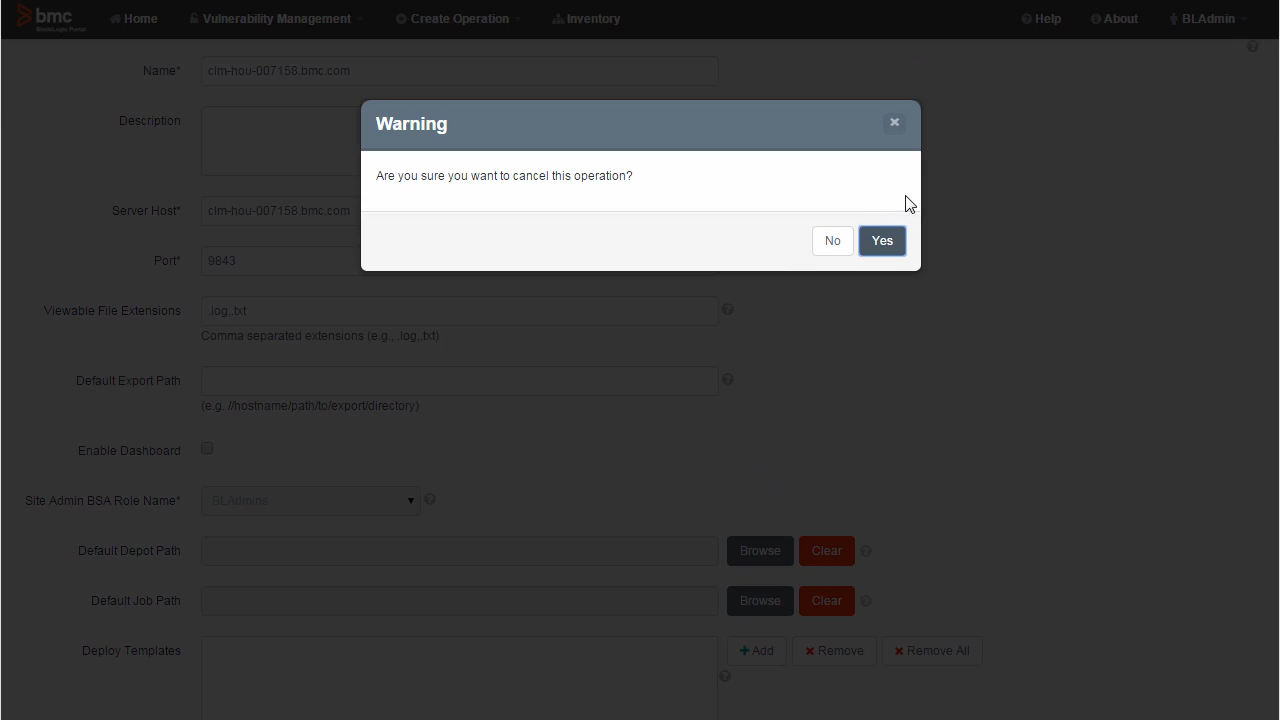 bmc
BladeLogic Portal
Home
Vulnerability Management
Create Operation
Inventory
Help
About
BLAdmin
Name* clm-hou-007158.bmc.com
Description
Warning
Are you sure you want to cancel this operation?
No Yes
Server Host* clm-hou-007158.bmc.com
Port* 9843
Viewable File Extensions .log,.txt
Comma separated extensions (e.g., .log,.txt)
Default Export Path
(e.g. //hostname/path/to/export/directory)
Enable Dashboard
Site Admin BSA Role Name* BLAdmins
Default Depot Path Browse Clear
Default Job Path Browse Clear
Deploy Templates Add Remove Remove All